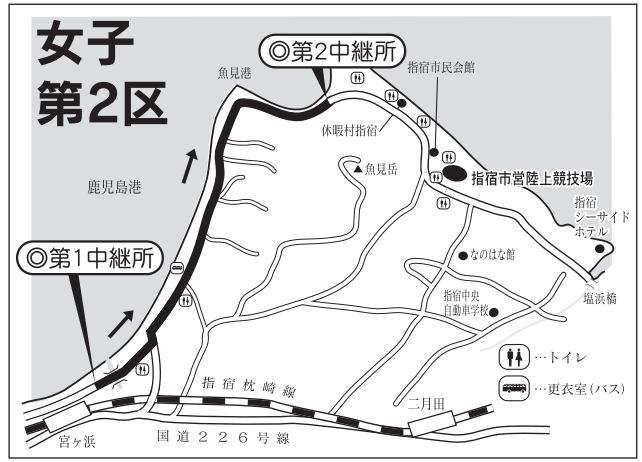 女子
第2区
◎第2中継所
魚見港
指宿市民会館
休暇村指宿
魚見岳
指宿市営陸上競技場
鹿児島港
指宿
シーサイド
ホテル
◎第1中継所
なのはな館
指宿中央
自動車学校
塩浜橋
…トイレ
…更衣室(バス)
指宿枕崎線
二月田
宮ヶ浜
国道226号線